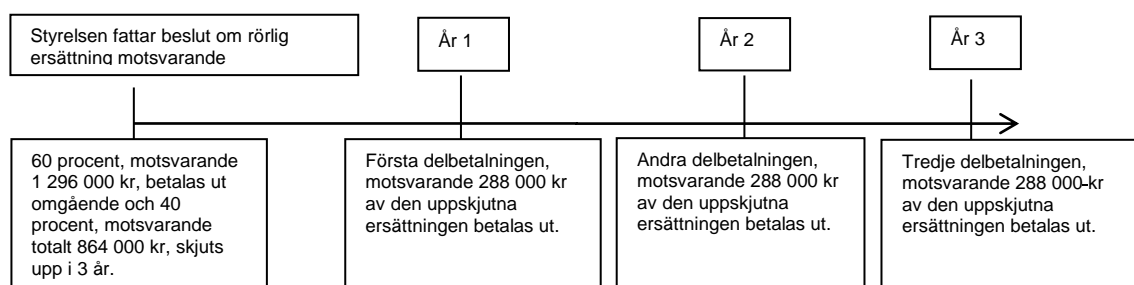 Styrelsen fattar beslut om rörlig
ersättning motsvarande
År 1
År 2
År 3
60 procent, motsvarande
1 296 000 kr, betalas ut
omgående och 40
procent, motsvarande
totalt 864 000 kr, skjuts
upp i 3 år.
Första delbetalningen,
motsvarande 288 000 kr
av den uppskjutna
ersättningen betalas ut.
Andra delbetalningen,
motsvarande 288 000 kr
av den uppskjutna
ersättningen betalas ut.
Tredje delbetalningen,
motsvarande 288 000 kr
av den uppskjutna
ersättningen betalas ut.